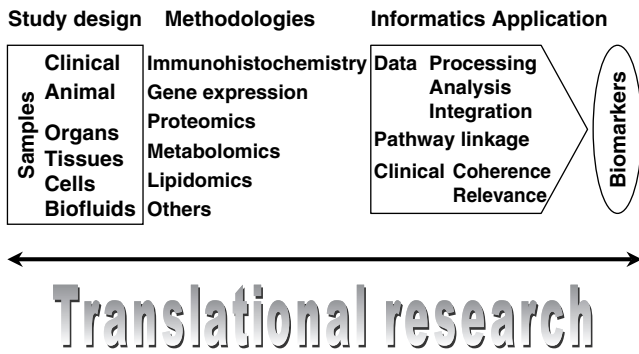 Study design
Methodologies
Informatics Application
Samples
Clinical
Animal
Organs
Tissues
Cells
Biofluids
Immunohistochemistry
Gene expression
Proteomics
Metabolomics
Lipidomics
Others
Data Processing
Analysis
Integration
Pathway linkage
Clinical Coherence
Relevance
Biomarkers
Translational research